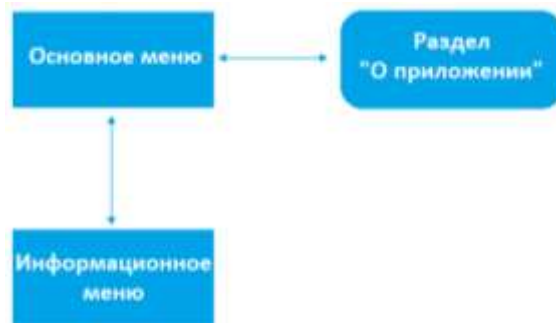 Основное меню
Раздел
"О приложении"
Информационное
меню